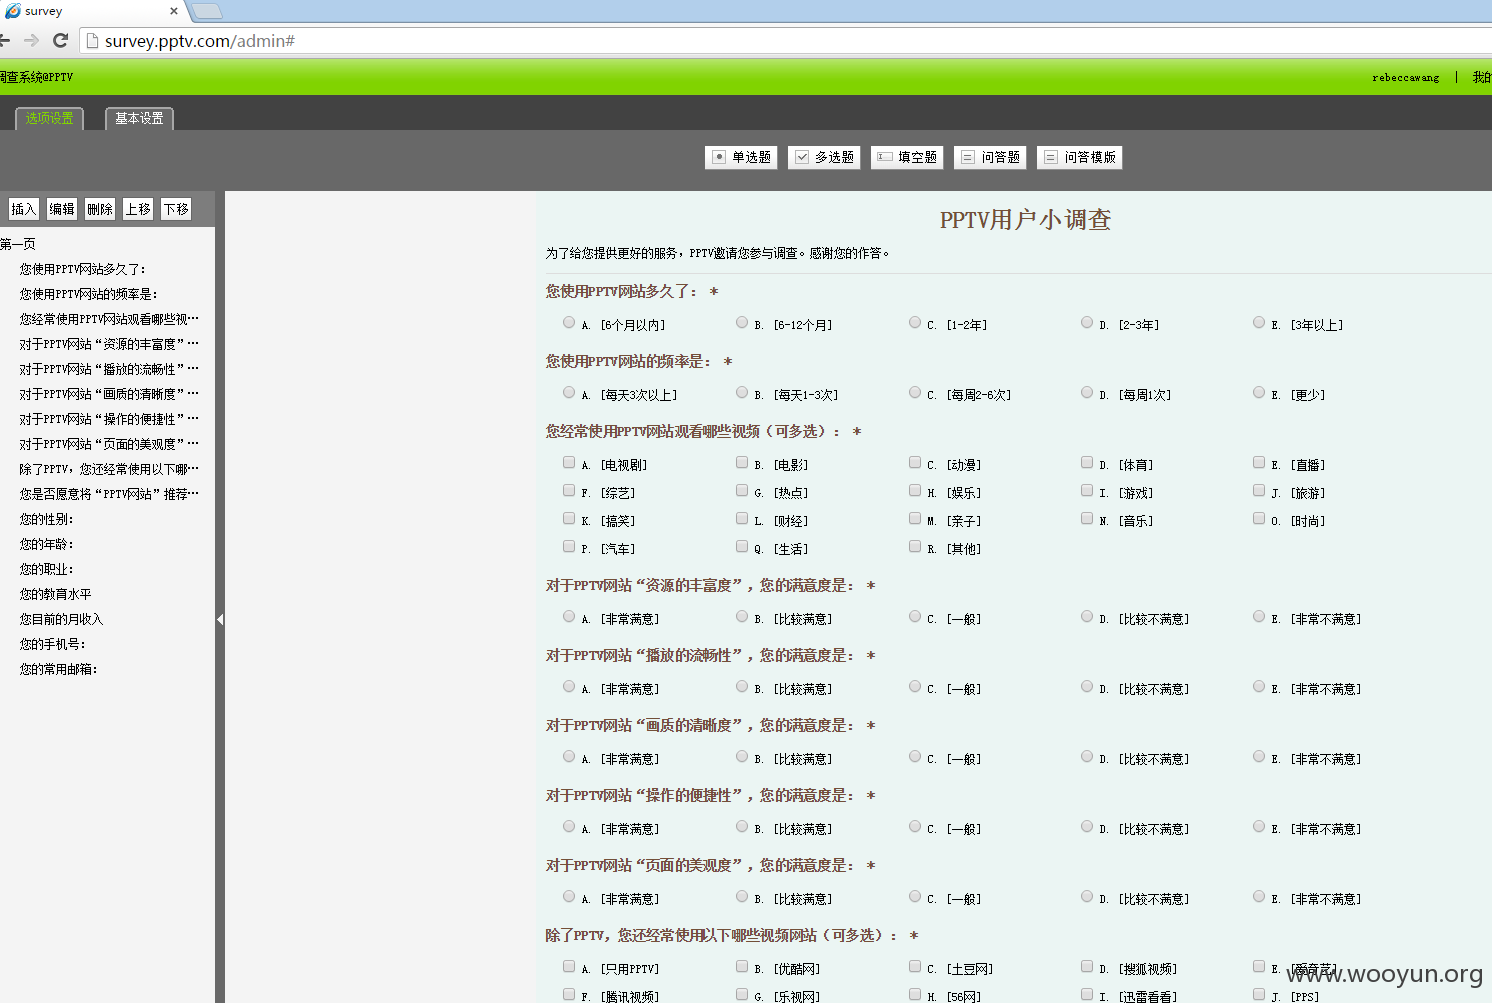 survey
survey.pptv.com/admin#
调查系统@PPTV
rebeccawang | 我的
选项设置 基本设置
单选题 多选题 填空题 问答题 问答模版
插入 编辑 删除 上移 下移
第一页
您使用PPTV网站多久了：
您使用PPTV网站的频率是：
您经常使用PPTV网站观看哪些视…
对于PPTV网站“资源的丰富度”…
对于PPTV网站“播放的流畅性”…
对于PPTV网站“画质的清晰度”…
对于PPTV网站“操作的便捷性”…
对于PPTV网站“页面的美观度”…
除了PPTV，您还经常使用以下哪…
您是否愿意将“PPTV网站”推荐…
您的性别：
您的年龄：
您的职业：
您的教育水平
您目前的月收入
您的手机号：
您的常用邮箱：
PPTV用户小调查
为了给您提供更好的服务，PPTV邀请您参与调查。感谢您的作答。
您使用PPTV网站多久了： *
A. [6个月以内] B. [6-12个月] C. [1-2年] D. [2-3年] E. [3年以上]
您使用PPTV网站的频率是： *
A. [每天3次以上] B. [每天1-3次] C. [每周2-6次] D. [每周1次] E. [更少]
您经常使用PPTV网站观看哪些视频（可多选）： *
A. [电视剧] B. [电影] C. [动漫] D. [体育] E. [直播]
F. [综艺] G. [热点] H. [娱乐] I. [游戏] J. [旅游]
K. [搞笑] L. [财经] M. [亲子] N. [音乐] O. [时尚]
P. [汽车] Q. [生活] R. [其他]
对于PPTV网站“资源的丰富度”，您的满意度是： *
A. [非常满意] B. [比较满意] C. [一般] D. [比较不满意] E. [非常不满意]
对于PPTV网站“播放的流畅性”，您的满意度是： *
A. [非常满意] B. [比较满意] C. [一般] D. [比较不满意] E. [非常不满意]
对于PPTV网站“画质的清晰度”，您的满意度是： *
A. [非常满意] B. [比较满意] C. [一般] D. [比较不满意] E. [非常不满意]
对于PPTV网站“操作的便捷性”，您的满意度是： *
A. [非常满意] B. [比较满意] C. [一般] D. [比较不满意] E. [非常不满意]
对于PPTV网站“页面的美观度”，您的满意度是： *
A. [非常满意] B. [比较满意] C. [一般] D. [比较不满意] E. [非常不满意]
除了PPTV，您还经常使用以下哪些视频网站（可多选）： *
A. [只用PPTV] B. [优酷网] C. [土豆网] D. [搜狐视频] E. [爱奇艺]
F. [腾讯视频] G. [乐视网] H. [56网] I. [迅雷看看] J. [PPS]
www.wooyun.org